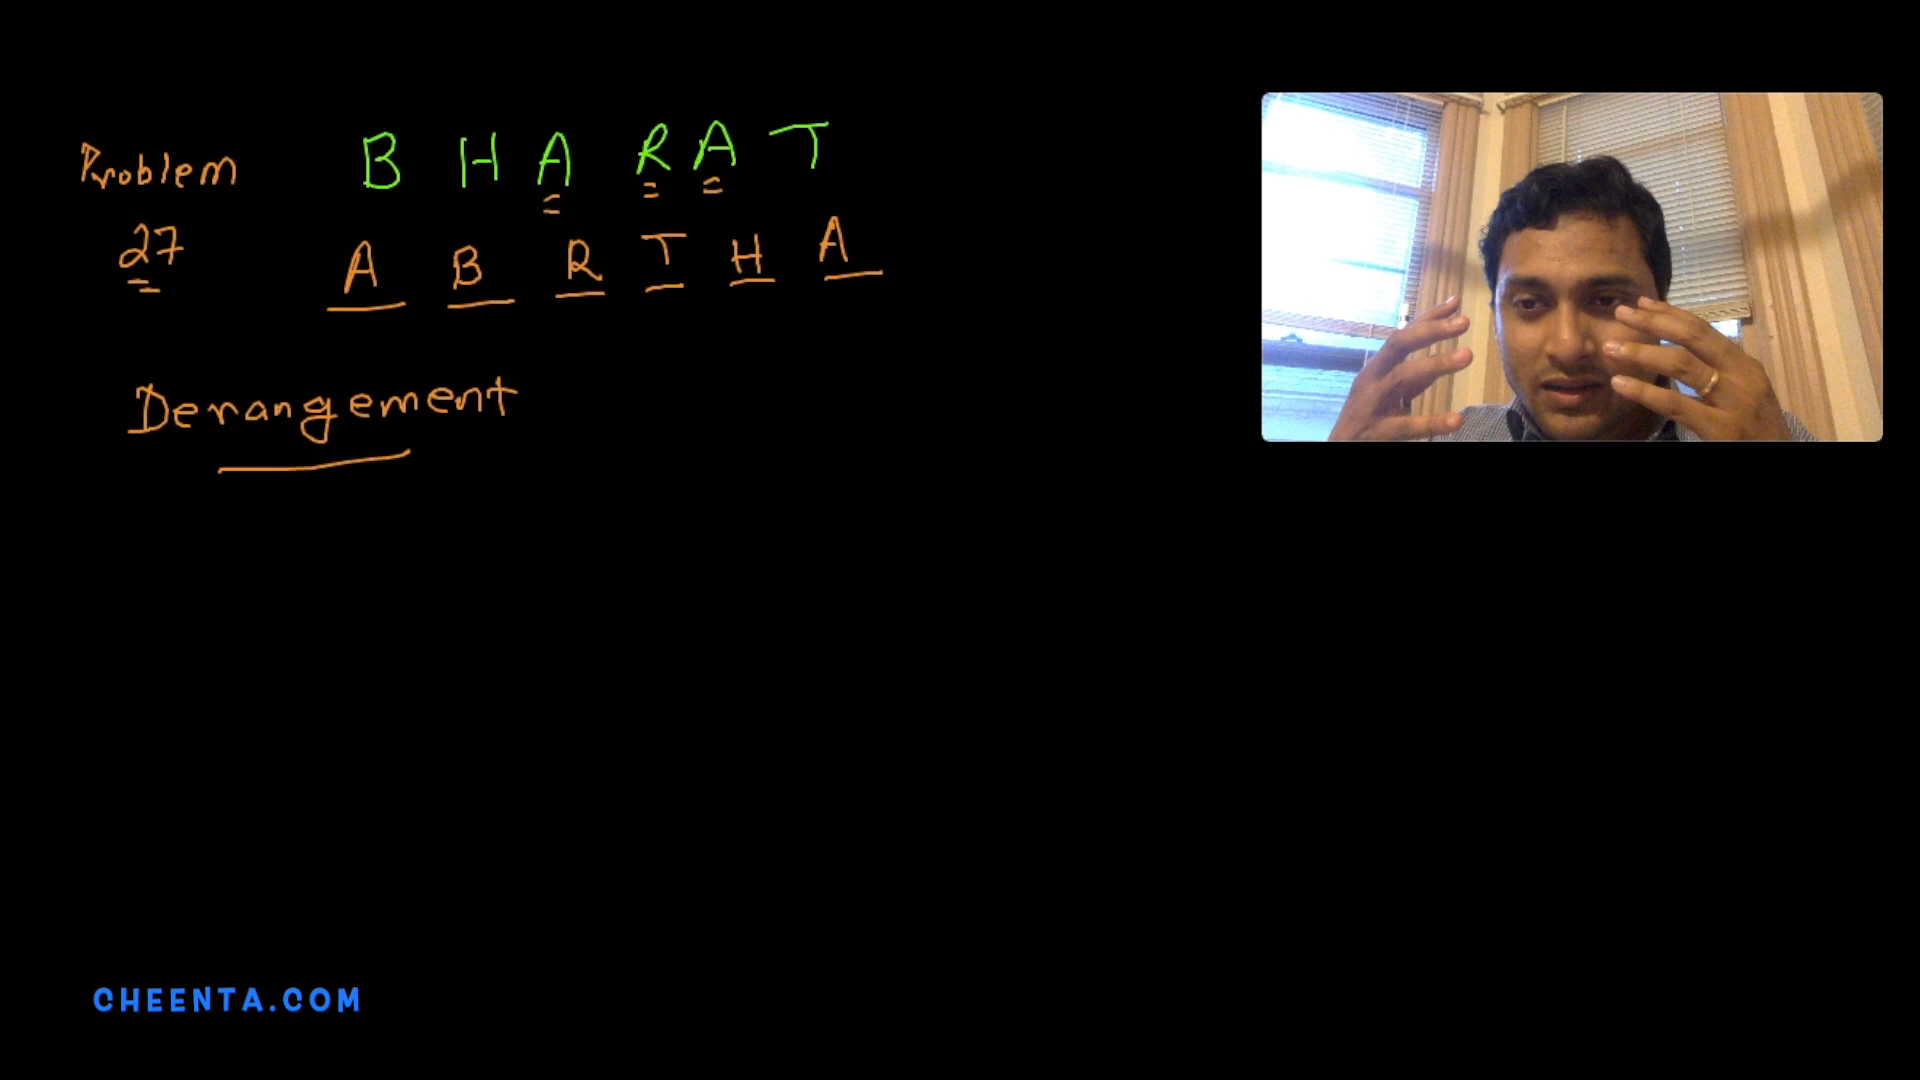 Problem B H A R A T
27 A B R T H A
Derangement
CHEENTA.COM